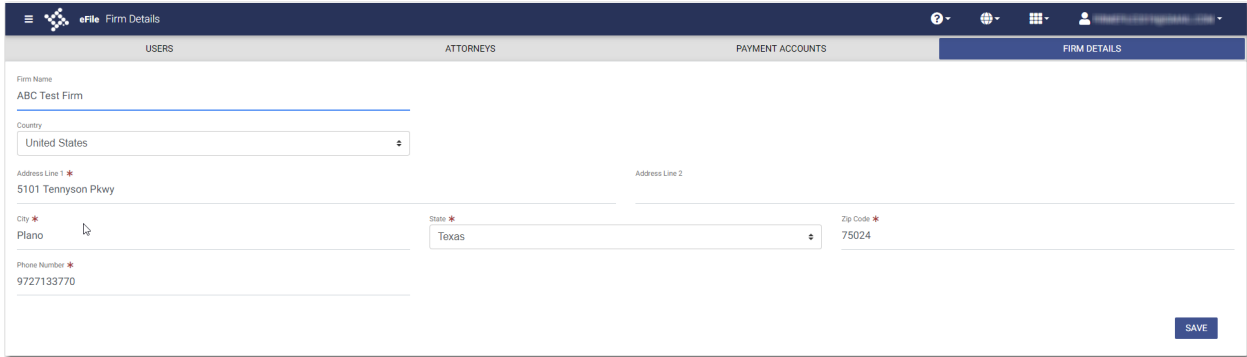 eFile Firm Details
USERS ATTORNEYS PAYMENT ACCOUNTS FIRM DETAILS
Firm Name
ABC Test Firm
Country
United States
Address Line 1 * Address Line 2
5101 Tennyson Pkwy
City * State * Zip Code *
Plano Texas 75024
Phone Number *
9727133770
SAVE